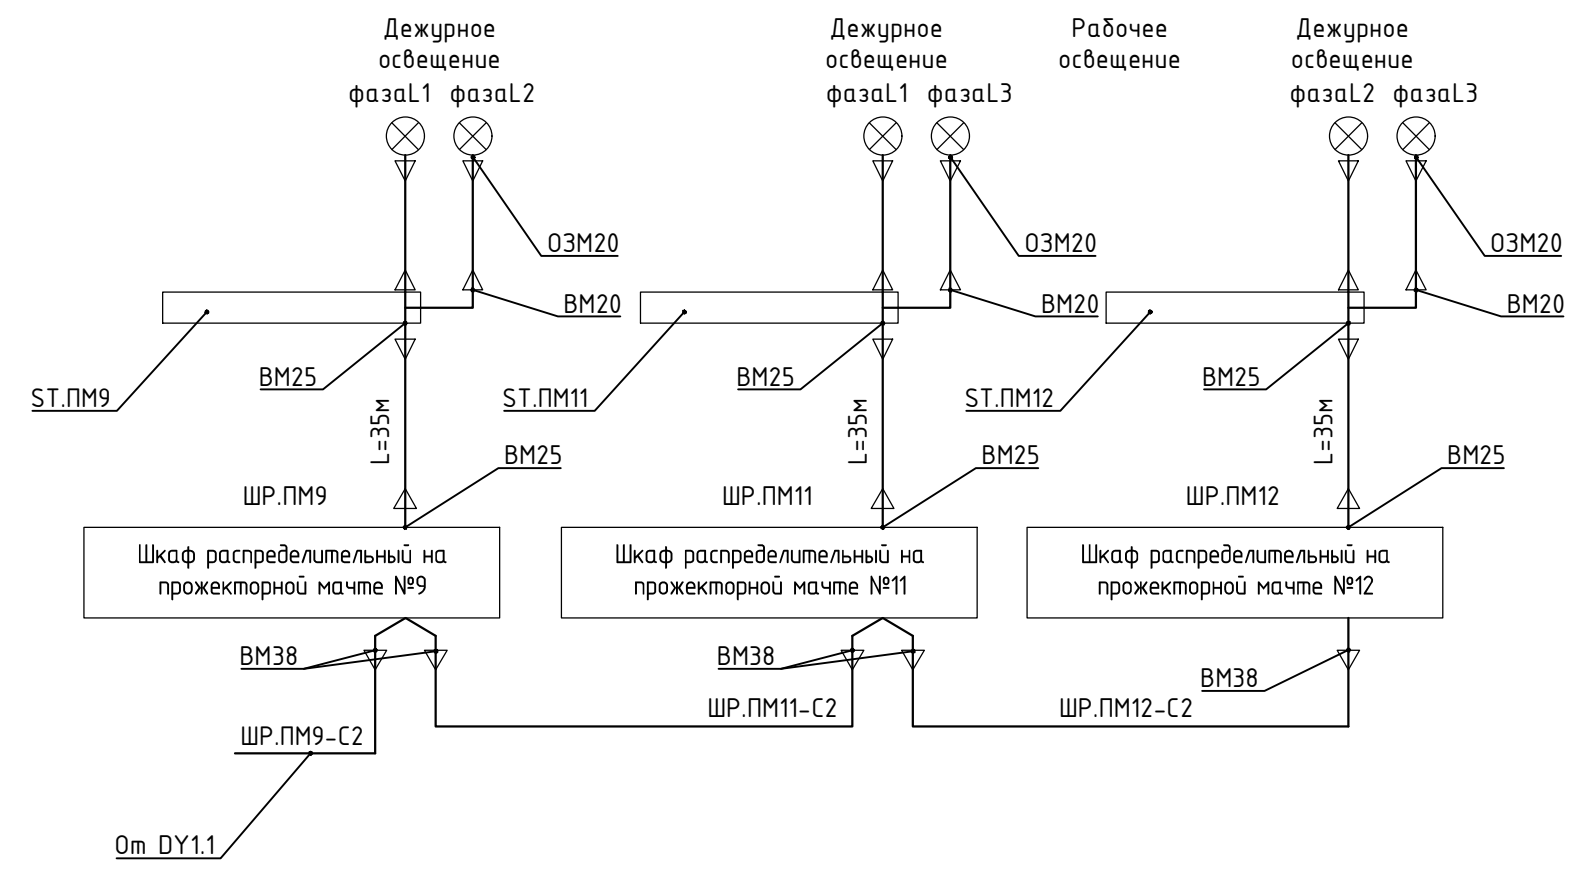 Дежурное
освещение
фазаL1 фазаL2
Дежурное
освещение
фазаL1 фазаL3
Рабочее
освещение
Дежурное
освещение
фазаL2 фазаL3
ОЗМ20
ОЗМ20
ОЗМ20
ВМ20
ВМ20
ВМ20
ВМ25
ВМ25
ВМ25
ST.ПМ9
ST.ПМ11
ST.ПМ12
L=35м
L=35м
L=35м
ВМ25
ВМ25
ВМ25
ШР.ПМ9
ШР.ПМ11
ШР.ПМ12
Шкаф распределительный на
прожекторной мачте №9
Шкаф распределительный на
прожекторной мачте №11
Шкаф распределительный на
прожекторной мачте №12
ВМ38
ВМ38
ВМ38
ШР.ПМ9-С2
ШР.ПМ11-С2
ШР.ПМ12-С2
От DY1.1